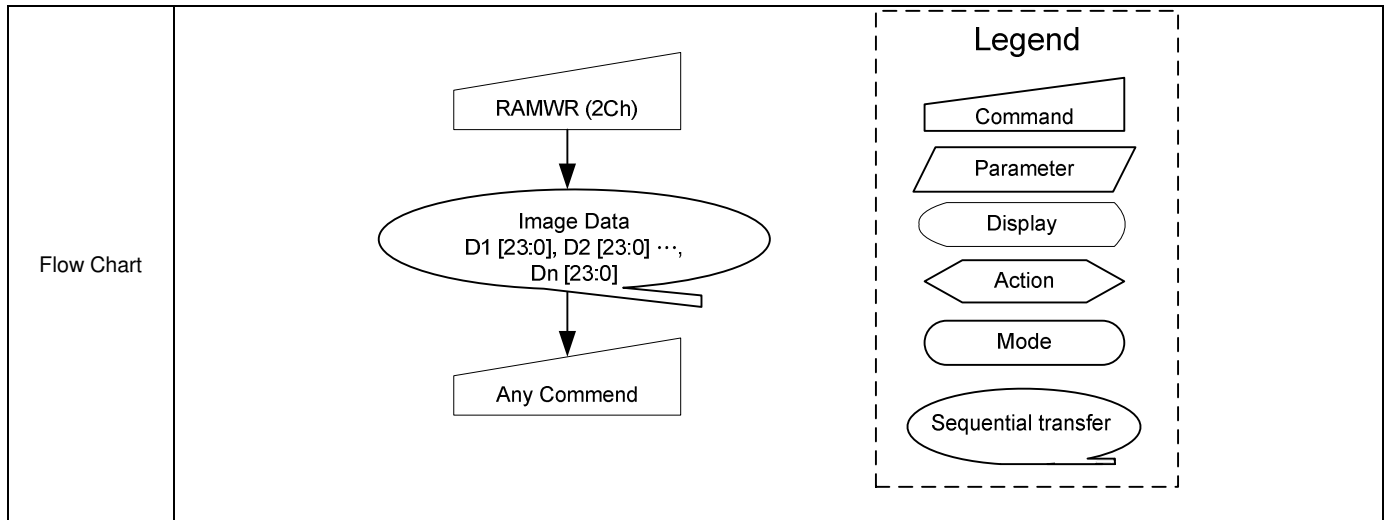 Flow Chart
RAMWR (2Ch)
Image Data
D1 [23:0], D2 [23:0] ⋯,
Dn [23:0]
Any Commend
Legend
Command
Parameter
Display
Action
Mode
Sequential transfer